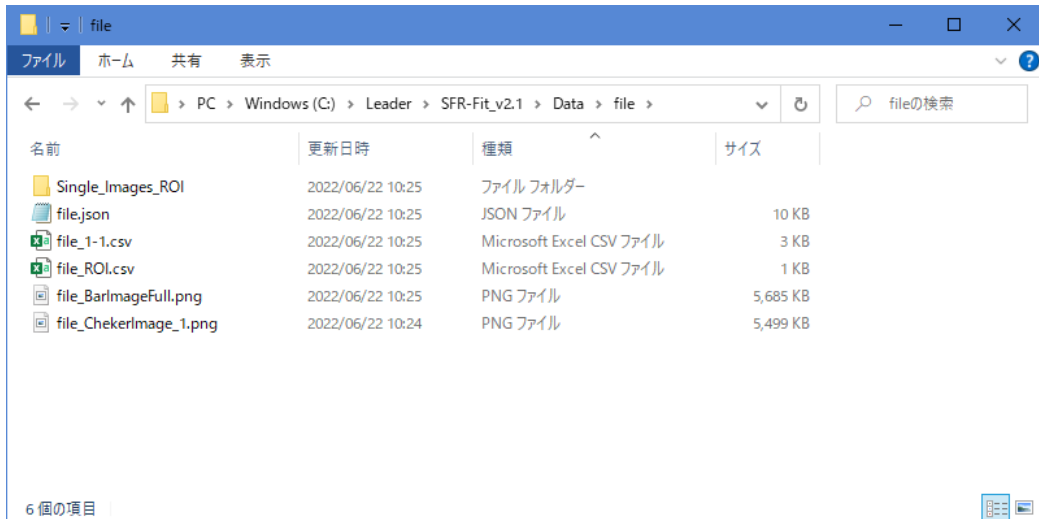 file
ファイル ホーム 共有 表示
PC › Windows (C:) › Leader › SFR-Fit_v2.1 › Data › file ›
fileの検索
名前 更新日時 種類 サイズ
Single_Images_ROI 2022/06/22 10:25 ファイル フォルダー
file.json 2022/06/22 10:25 JSON ファイル 10 KB
file_1-1.csv 2022/06/22 10:25 Microsoft Excel CSV ファイル 3 KB
file_ROI.csv 2022/06/22 10:25 Microsoft Excel CSV ファイル 1 KB
file_BarImageFull.png 2022/06/22 10:25 PNG ファイル 5,685 KB
file_ChekerImage_1.png 2022/06/22 10:24 PNG ファイル 5,499 KB
6 個の項目